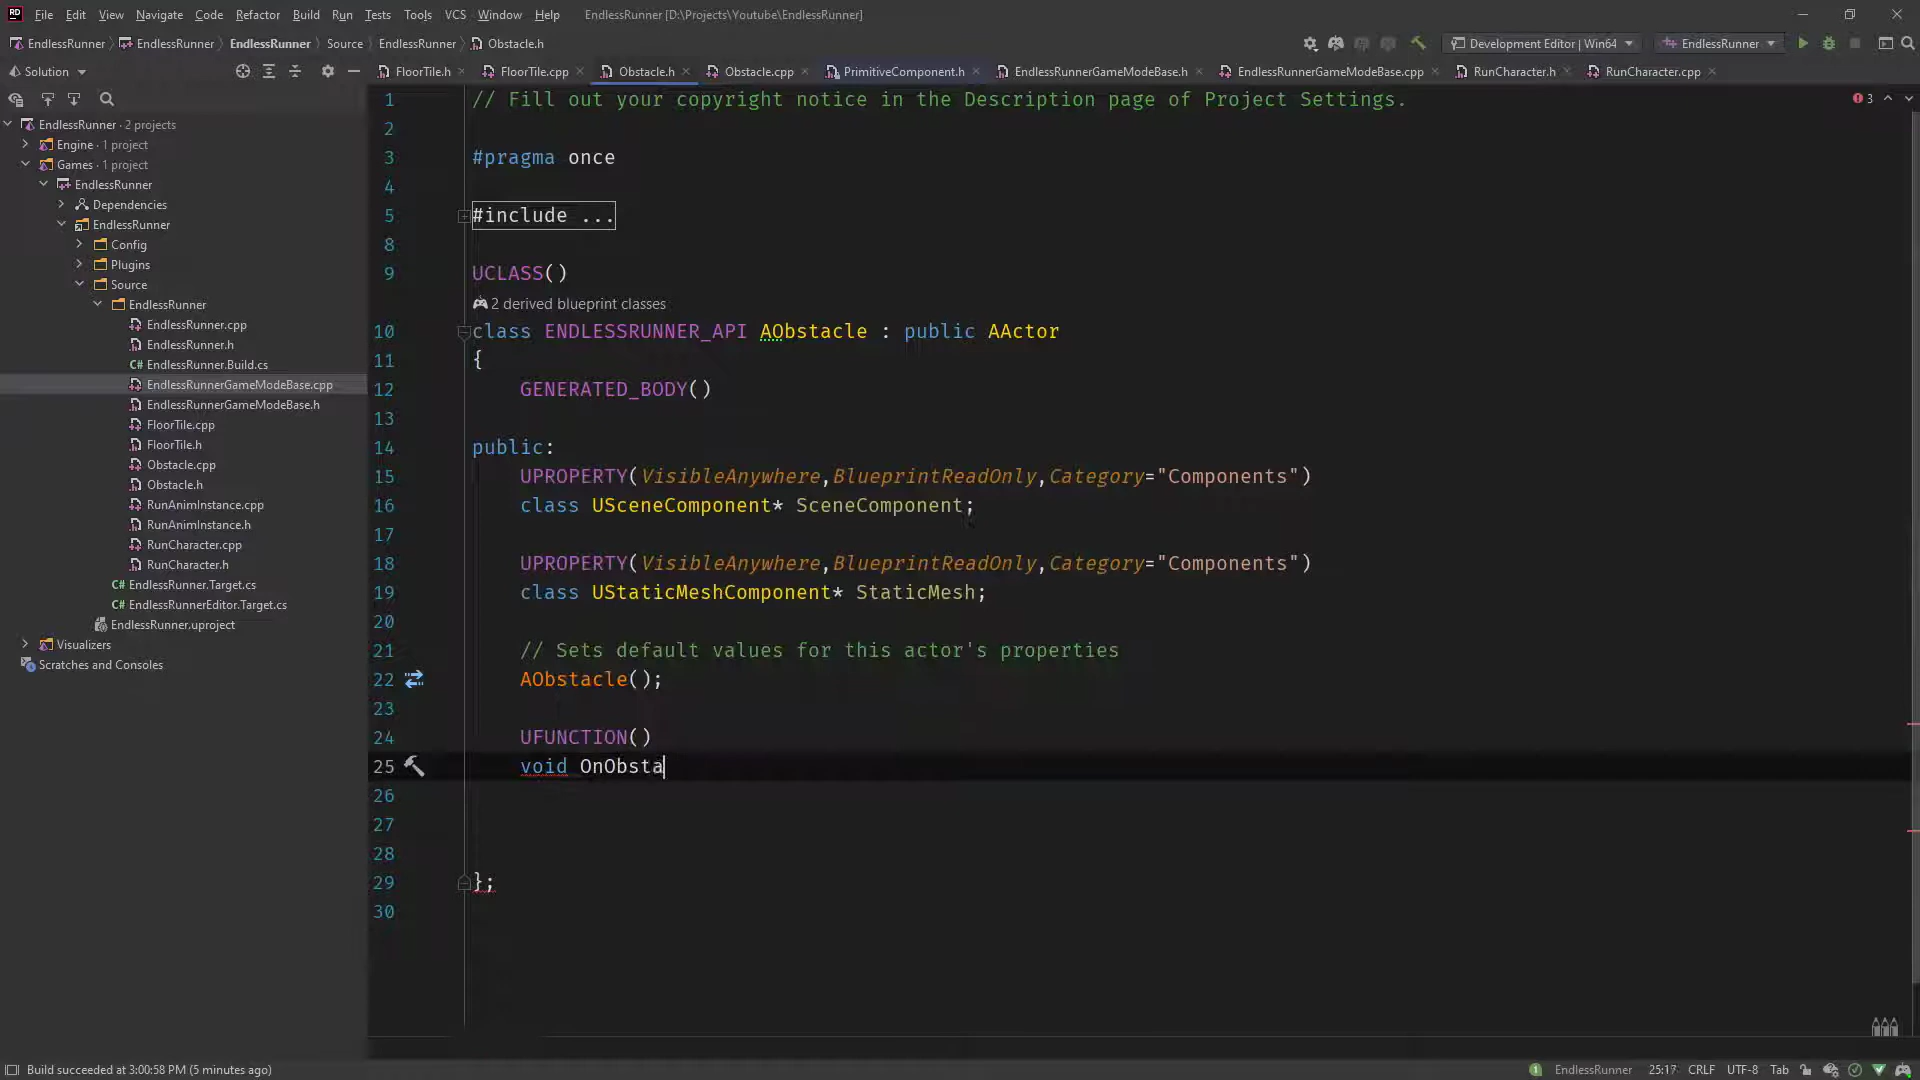 RD File Edit View Navigate Code Refactor Build Run Tests Tools VCS Window Help EndlessRunner [D:\Projects\Youtube\EndlessRunner]
EndlessRunner EndlessRunner EndlessRunner Source EndlessRunner Obstacle.h Development Editor | Win64 EndlessRunner
Solution FloorTile.h FloorTile.cpp Obstacle.h Obstacle.cpp PrimitiveComponent.h EndlessRunnerGameModeBase.h EndlessRunnerGameModeBase.cpp RunCharacter.h RunCharacter.cpp
EndlessRunner · 2 projects
Engine · 1 project
Games · 1 project
EndlessRunner
Dependencies
EndlessRunner
Config
Plugins
Source
EndlessRunner
EndlessRunner.cpp
EndlessRunner.h
C# EndlessRunner.Build.cs
EndlessRunnerGameModeBase.cpp
EndlessRunnerGameModeBase.h
FloorTile.cpp
FloorTile.h
Obstacle.cpp
Obstacle.h
RunAnimInstance.cpp
RunAnimInstance.h
RunCharacter.cpp
RunCharacter.h
C# EndlessRunner.Target.cs
C# EndlessRunnerEditor.Target.cs
EndlessRunner.uproject
Visualizers
Scratches and Consoles
1 // Fill out your copyright notice in the Description page of Project Settings. 3
2
3 #pragma once
4
5 #include ...
8
9 UCLASS()
2 derived blueprint classes
10 class ENDLESSRUNNER_API AObstacle : public AActor
11 {
12 GENERATED_BODY()
13
14 public:
15 UPROPERTY(VisibleAnywhere,BlueprintReadOnly,Category="Components")
16 class USceneComponent* SceneComponent;
17
18 UPROPERTY(VisibleAnywhere,BlueprintReadOnly,Category="Components")
19 class UStaticMeshComponent* StaticMesh;
20
21 // Sets default values for this actor's properties
22 AObstacle();
23
24 UFUNCTION()
25 void OnObsta
26
27
28
29 };
30
Build succeeded at 3:00:58 PM (5 minutes ago) 1 EndlessRunner 25:17 CRLF UTF-8 Tab